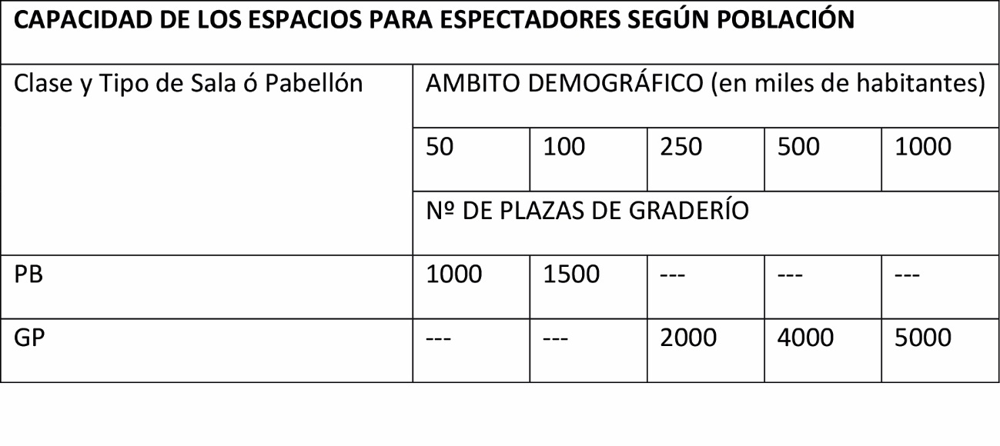 CAPACIDAD DE LOS ESPACIOS PARA ESPECTADORES SEGÚN POBLACIÓN
Clase y Tipo de Sala ó Pabellón AMBITO DEMOGRÁFICO (en miles de habitantes)
50 100 250 500 1000
Nº DE PLAZAS DE GRADERÍO
PB 1000 1500 --- --- ---
GP --- --- 2000 4000 5000